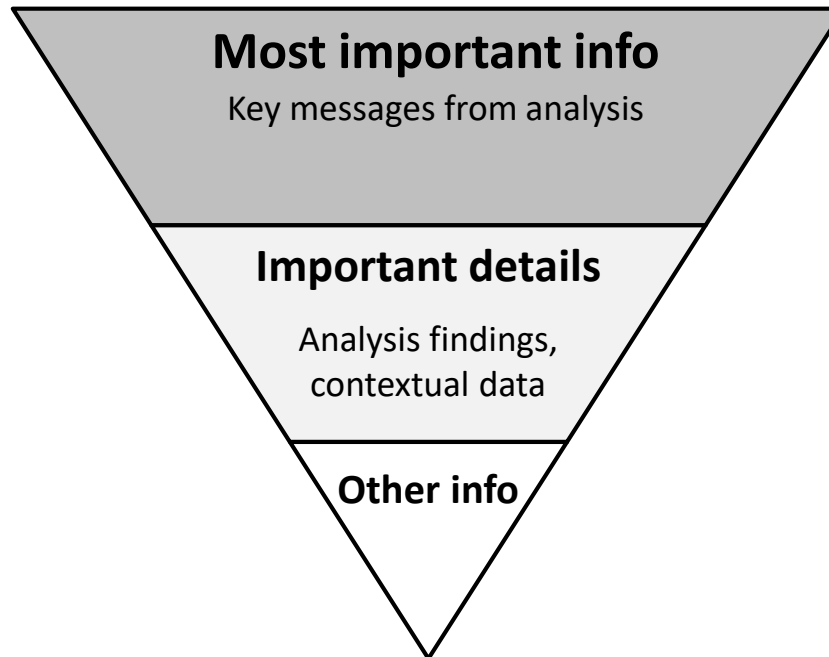 Most important info
Key messages from analysis
Important details
Analysis findings,
contextual data
Other info